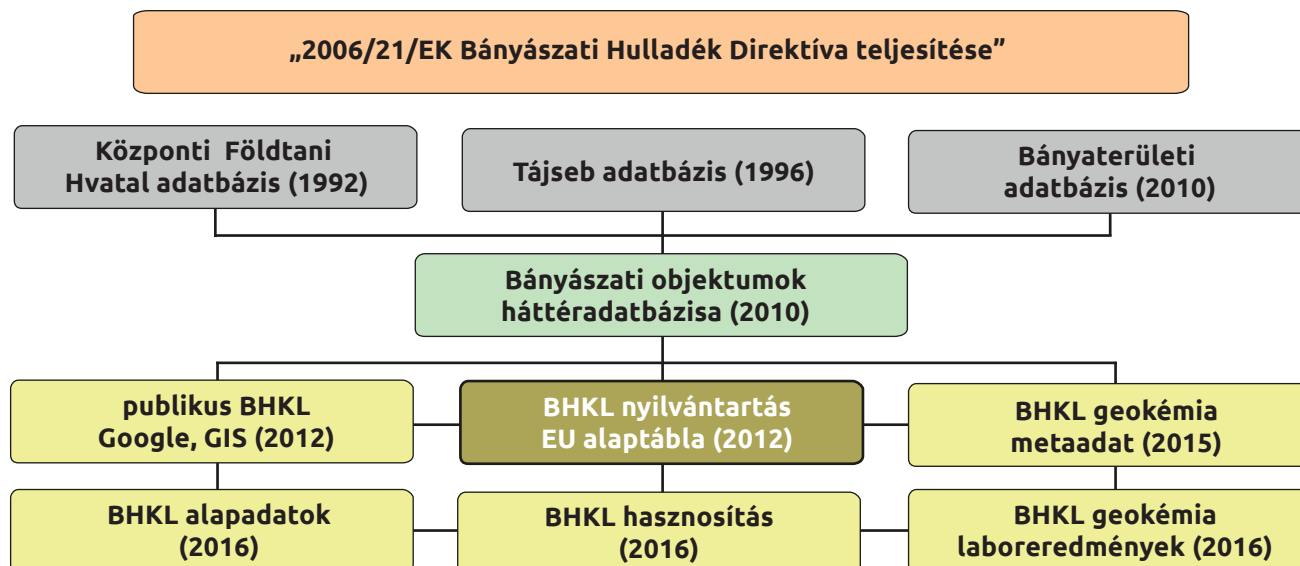 „2006/21/EK Bányászati Hulladék Direktíva teljesítése”
Központi Földtani
Hvatal adatbázis (1992)
Tájseb adatbázis (1996)
Bányaterületi
adatbázis (2010)
Bányászati objektumok
háttéradatbázisa (2010)
publikus BHKL
Google, GIS (2012)
BHKL nyilvántartás
EU alaptábla (2012)
BHKL geokémia
metaadat (2015)
BHKL alapadatok
(2016)
BHKL hasznosítás
(2016)
BHKL geokémia
laboreredmények (2016)